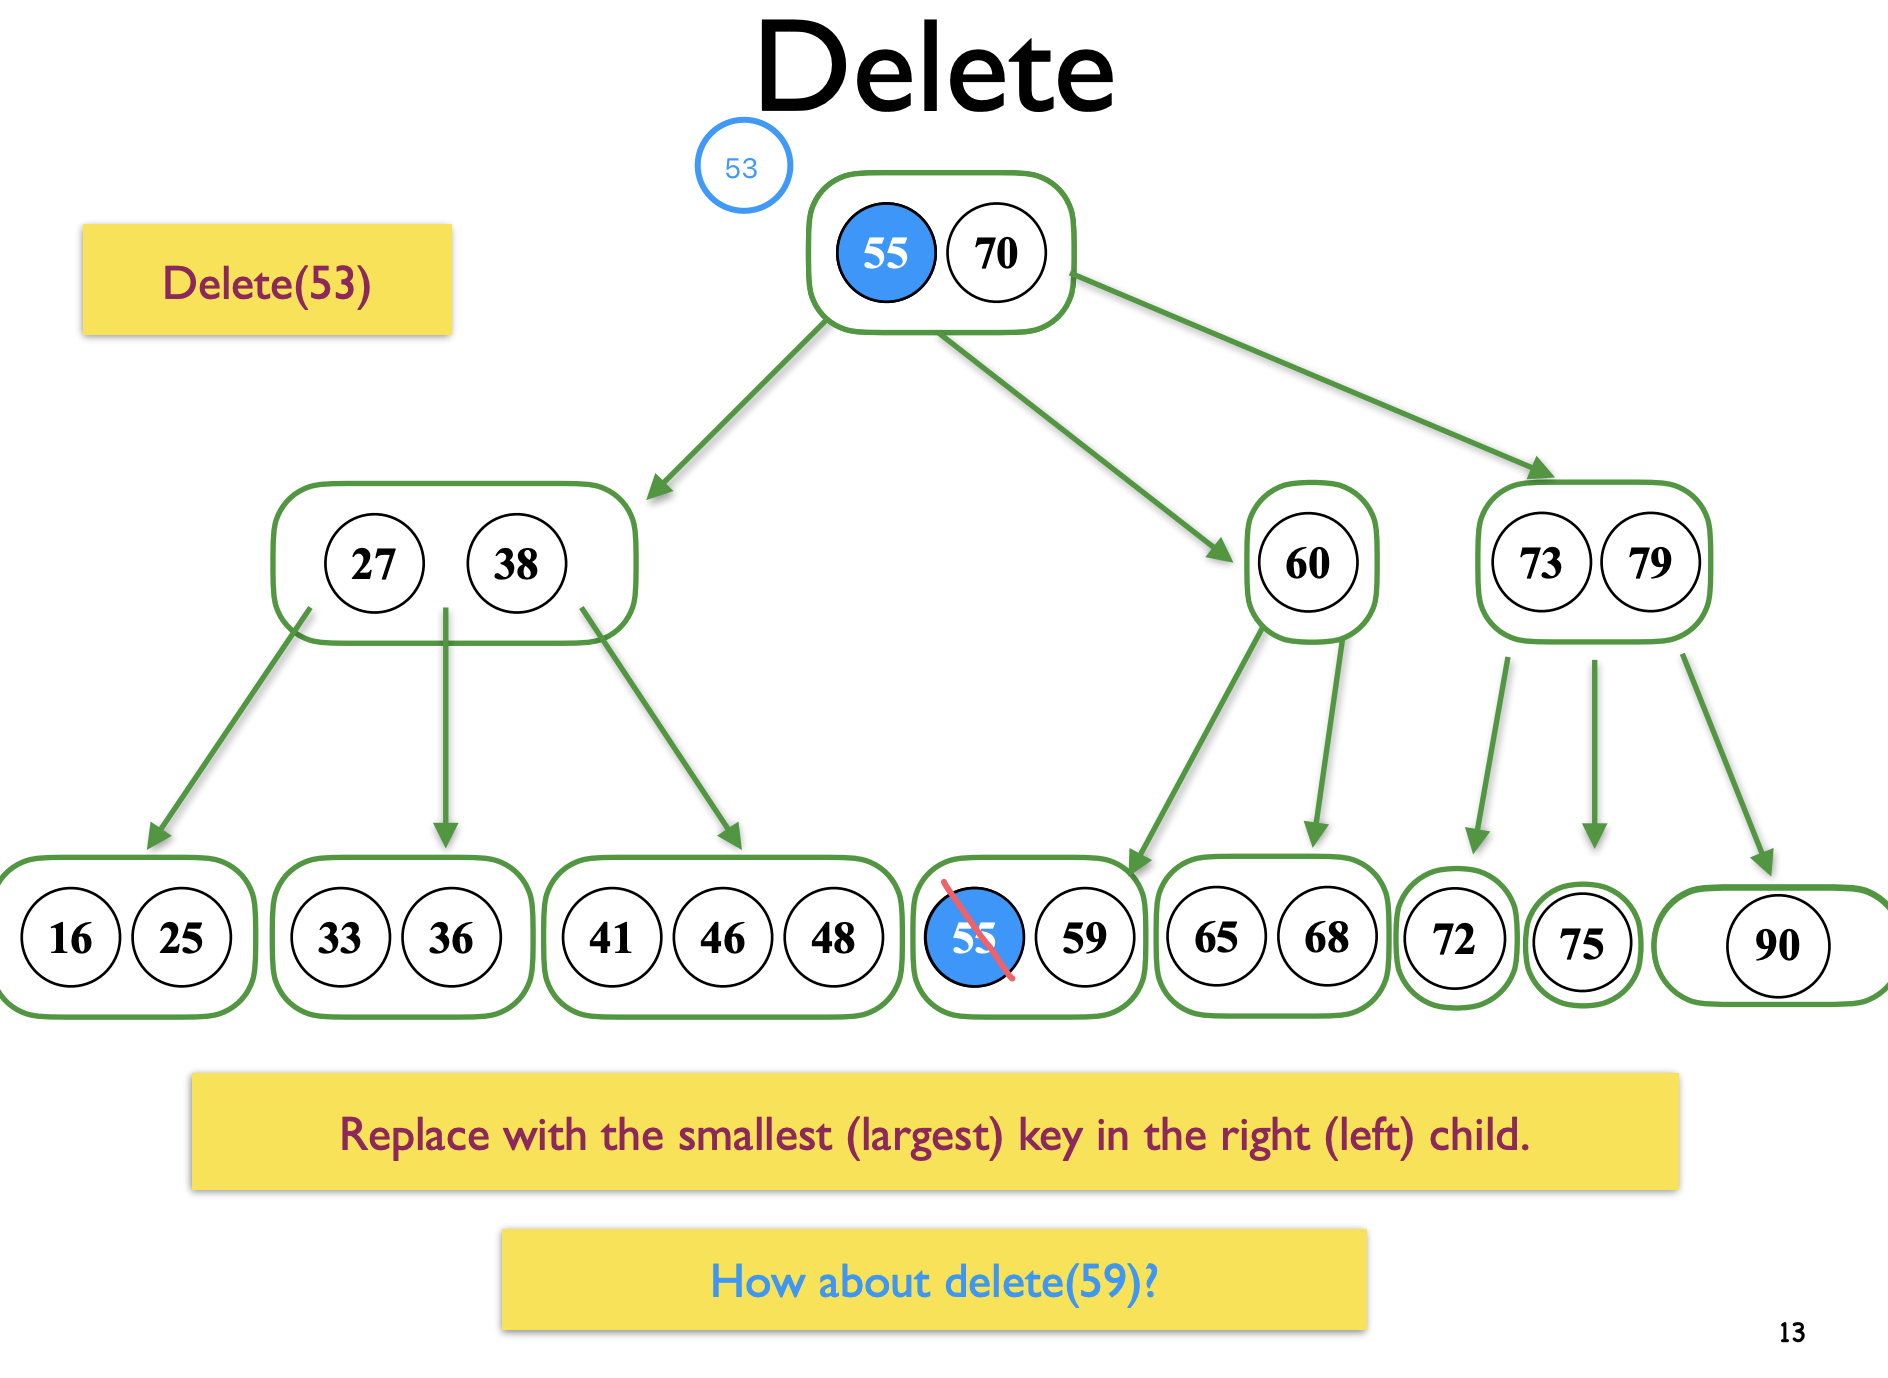 Delete
53
55 70
Delete(53)
27 38 60 73 79
16 25 33 36 41 46 48 55 59 65 68 72 75 90
Replace with the smallest (largest) key in the right (left) child.
How about delete(59)?
13